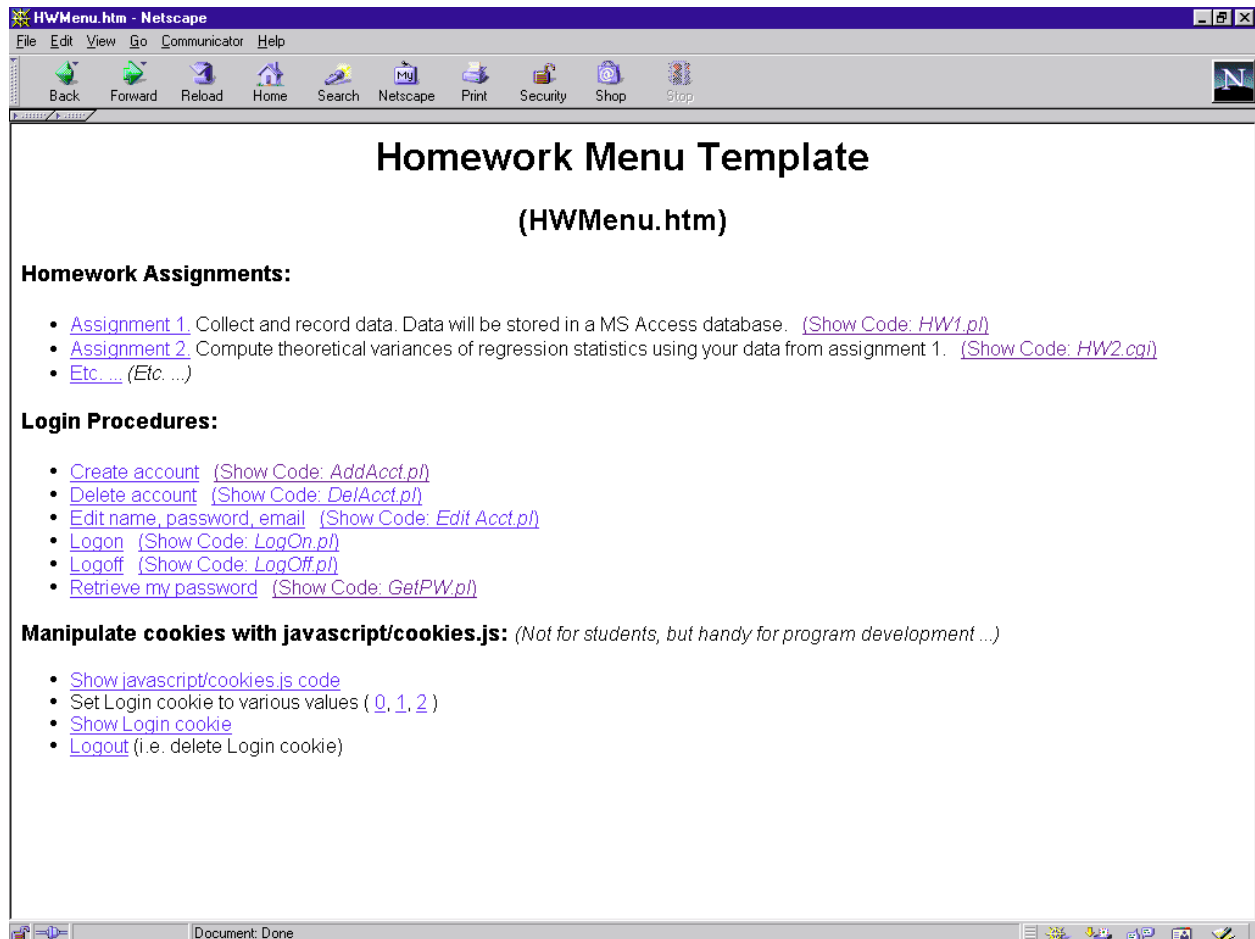 HWMenu.htm - Netscape
File Edit View Go Communicator Help
Back Forward Reload Home Search Netscape Print Security Shop Stop
My
N
Homework Menu Template
(HWMenu.htm)
Homework Assignments:
• Assignment 1. Collect and record data. Data will be stored in a MS Access database. (Show Code: HW1.pl)
• Assignment 2. Compute theoretical variances of regression statistics using your data from assignment 1. (Show Code: HW2.cgi)
• Etc. ... (Etc. ...)
Login Procedures:
• Create account (Show Code: AddAcct.pl)
• Delete account (Show Code: DelAcct.pl)
• Edit name, password, email (Show Code: Edit Acct.pl)
• Logon (Show Code: LogOn.pl)
• Logoff (Show Code: LogOff.pl)
• Retrieve my password (Show Code: GetPW.pl)
Manipulate cookies with javascript/cookies.js: (Not for students, but handy for program development ...)
• Show javascript/cookies.js code
• Set Login cookie to various values ( 0, 1, 2 )
• Show Login cookie
• Logout (i.e. delete Login cookie)
Document: Done